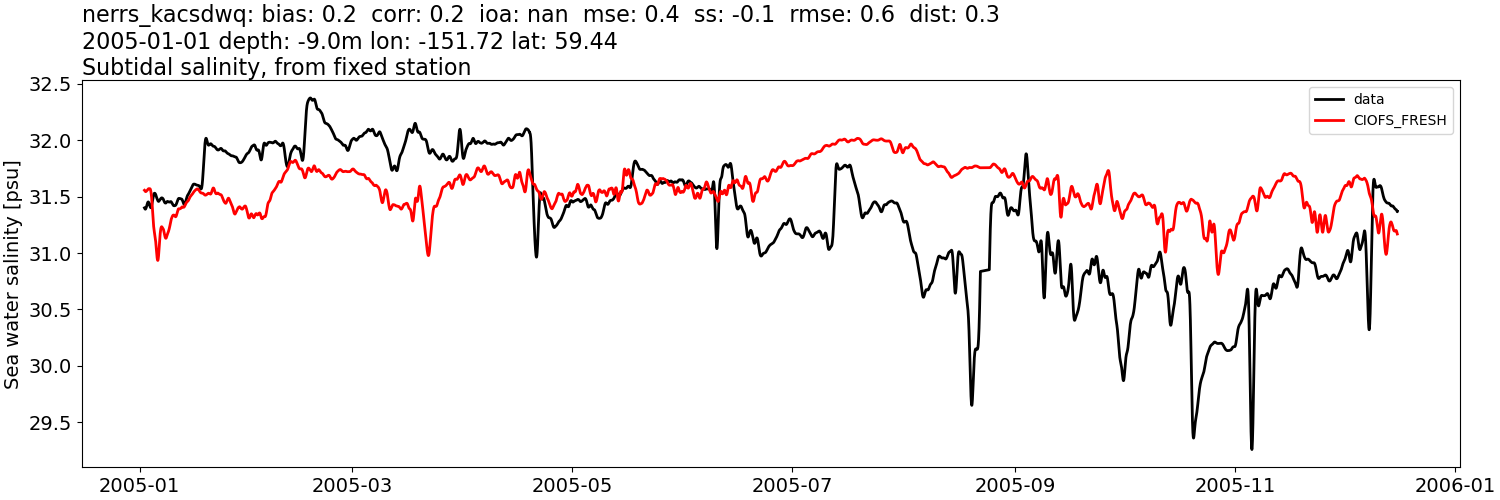 nerrs_kacsdwq: bias: 0.2  corr: 0.2  ioa: nan  mse: 0.4  ss: -0.1  rmse: 0.6  dist: 0.3
2005-01-01 depth: -9.0m lon: -151.72 lat: 59.44
Subtidal salinity, from fixed station
Sea water salinity [psu]
32.5
32.0
31.5
31.0
30.5
30.0
29.5
data
CIOFS_FRESH
2005-01
2005-03
2005-05
2005-07
2005-09
2005-11
2006-01